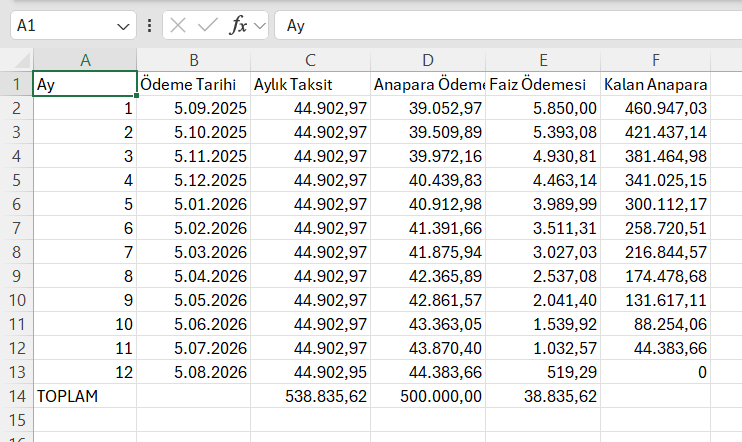 A1 fx Ay
A B C D E F
1 Ay Ödeme Tarihi Aylık Taksit Anapara Ödeme Faiz Ödemesi Kalan Anapara
2 1 5.09.2025 44.902,97 39.052,97 5.850,00 460.947,03
3 2 5.10.2025 44.902,97 39.509,89 5.393,08 421.437,14
4 3 5.11.2025 44.902,97 39.972,16 4.930,81 381.464,98
5 4 5.12.2025 44.902,97 40.439,83 4.463,14 341.025,15
6 5 5.01.2026 44.902,97 40.912,98 3.989,99 300.112,17
7 6 5.02.2026 44.902,97 41.391,66 3.511,31 258.720,51
8 7 5.03.2026 44.902,97 41.875,94 3.027,03 216.844,57
9 8 5.04.2026 44.902,97 42.365,89 2.537,08 174.478,68
10 9 5.05.2026 44.902,97 42.861,57 2.041,40 131.617,11
11 10 5.06.2026 44.902,97 43.363,05 1.539,92 88.254,06
12 11 5.07.2026 44.902,97 43.870,40 1.032,57 44.383,66
13 12 5.08.2026 44.902,95 44.383,66 519,29 0
14 TOPLAM 538.835,62 500.000,00 38.835,62
15